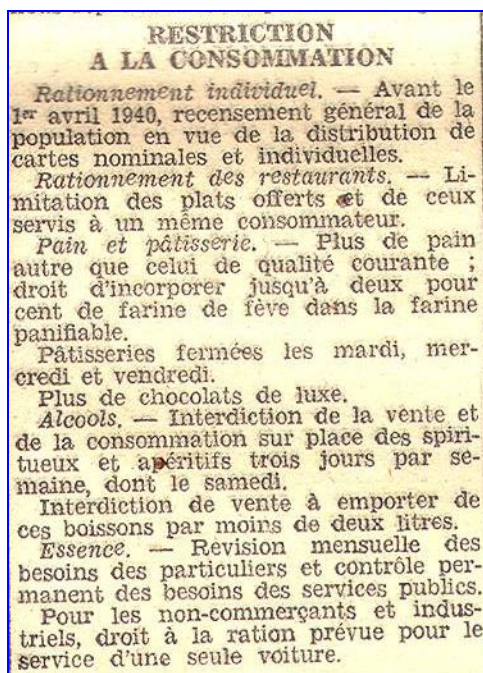 RESTRICTION
A LA CONSOMMATION
Rationnement individuel. — Avant le
1er avril 1940, recensement général de la
population en vue de la distribution de
cartes nominales et individuelles.
Rationnement des restaurants. — Li-
mitation des plats offerts et de ceux
servis à un même consommateur.
Pain et pâtisserie. — Plus de pain
autre que celui de qualité courante ;
droit d'incorporer jusqu'à deux pour
cent de farine de fève dans la farine
panifiable.
Pâtisseries fermées les mardi, mer-
credi et vendredi.
Plus de chocolats de luxe.
Alcools. — Interdiction de la vente et
de la consommation sur place des spiri-
tueux et apéritifs trois jours par se-
maine, dont le samedi.
Interdiction de vente à emporter de
ces boissons par moins de deux litres.
Essence. — Revision mensuelle des
besoins des particuliers et contrôle per-
manent des besoins des services publics.
Pour les non-commerçants et indus-
triels, droit à la ration prévue pour le
service d'une seule voiture.